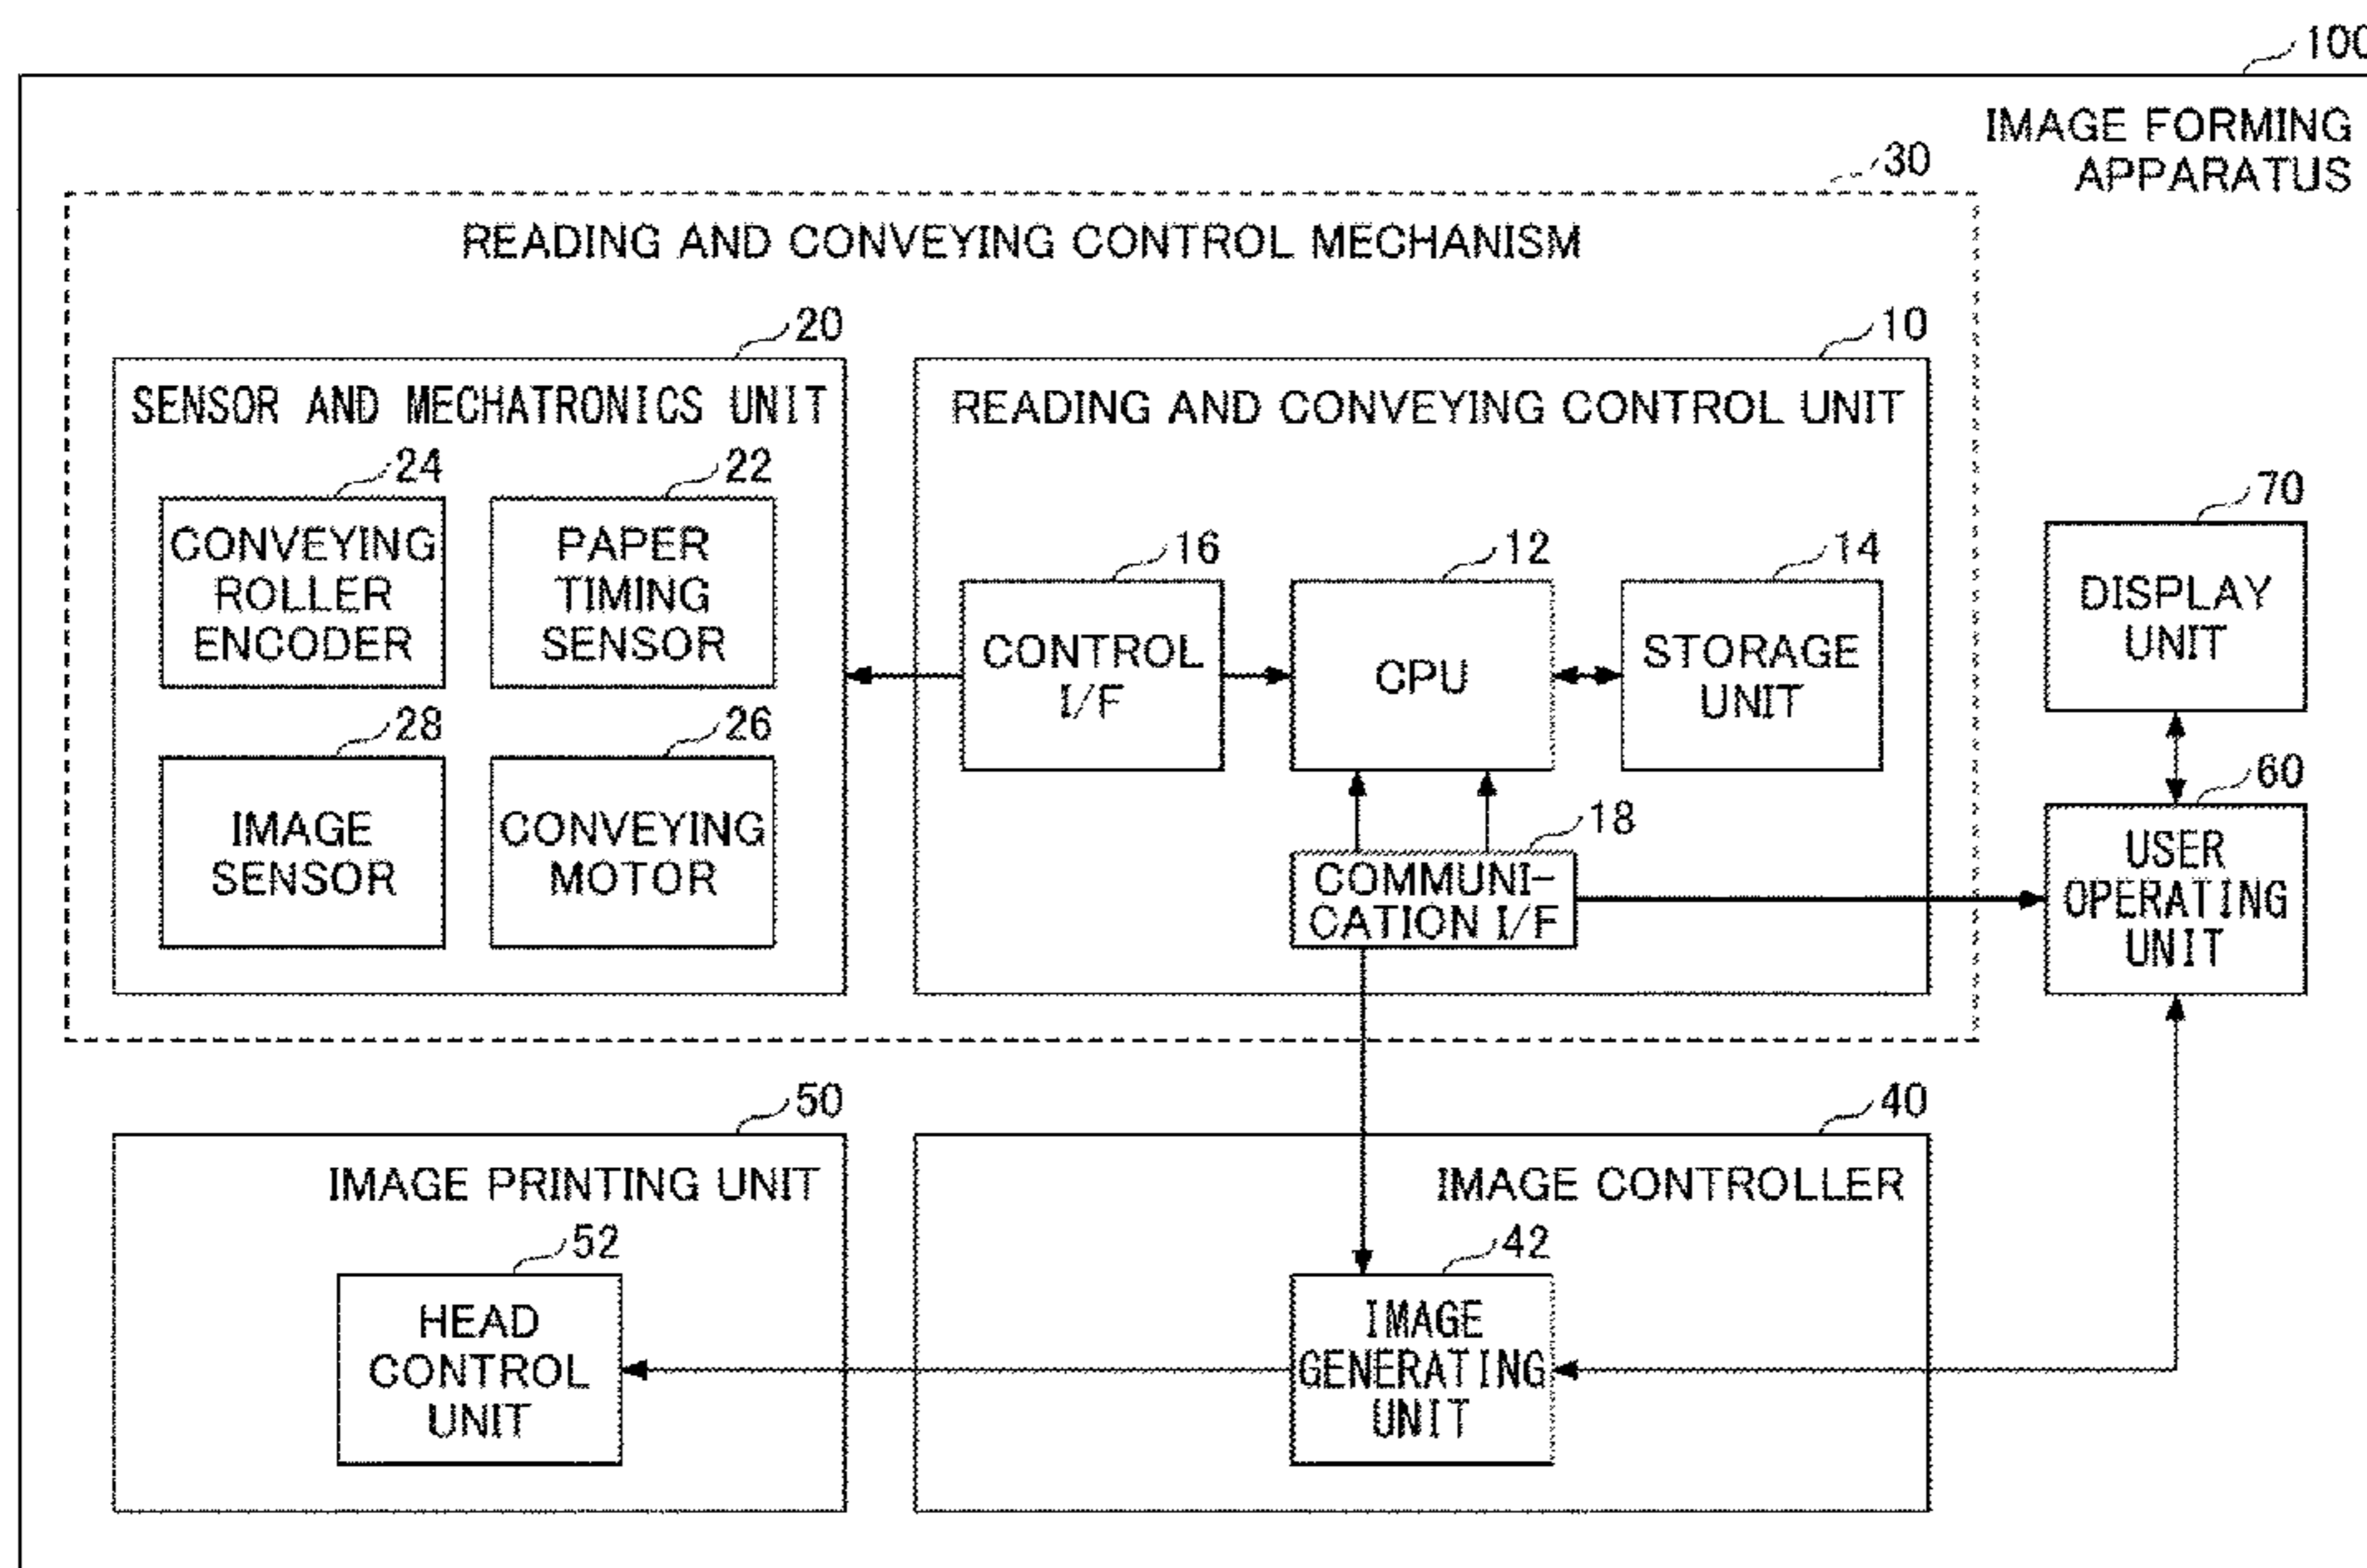 100
IMAGE FORMING
APPARATUS
30
READING AND CONVEYING CONTROL MECHANISM
20
SENSOR AND MECHATRONICS UNIT
24
CONVEYING
ROLLER
ENCODER
22
PAPER
TIMING
SENSOR
28
IMAGE
SENSOR
26
CONVEYING
MOTOR
10
READING AND CONVEYING CONTROL UNIT
16
CONTROL
I/F
12
CPU
14
STORAGE
UNIT
18
COMMUNI-
CATION I/F
70
DISPLAY
UNIT
60
USER
OPERATING
UNIT
50
IMAGE PRINTING UNIT
52
HEAD
CONTROL
UNIT
40
IMAGE CONTROLLER
42
IMAGE
GENERATING
UNIT